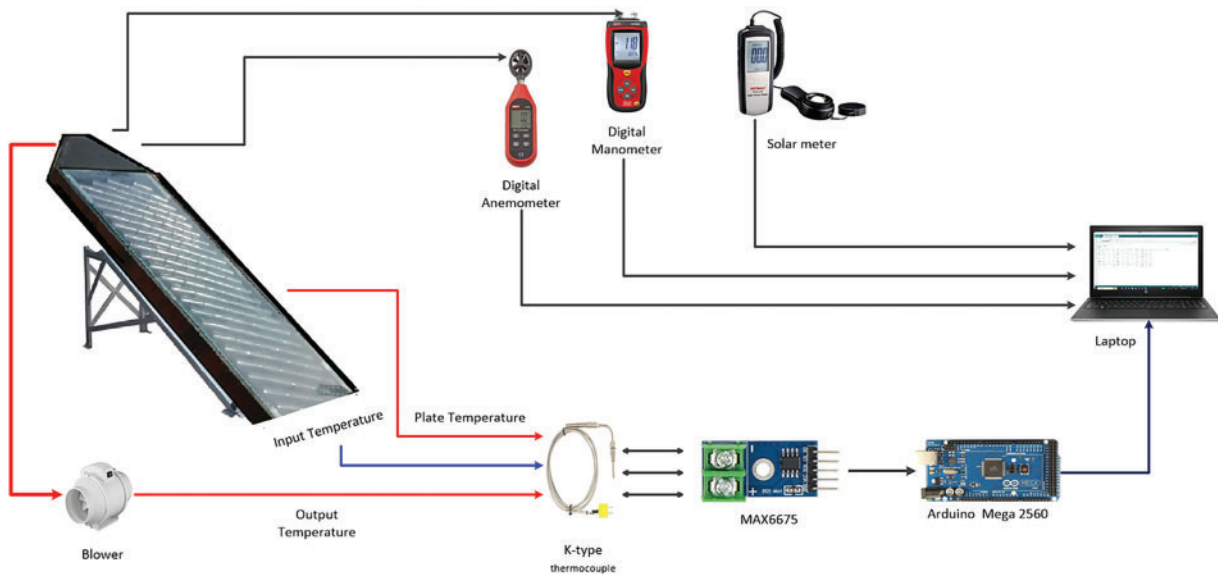 Digital
Manometer
Solar meter
Digital
Anemometer
Laptop
Plate Temperature
Input Temperature
Output
Temperature
Blower
K-type
thermocouple
MAX6675
Arduino Mega 2560